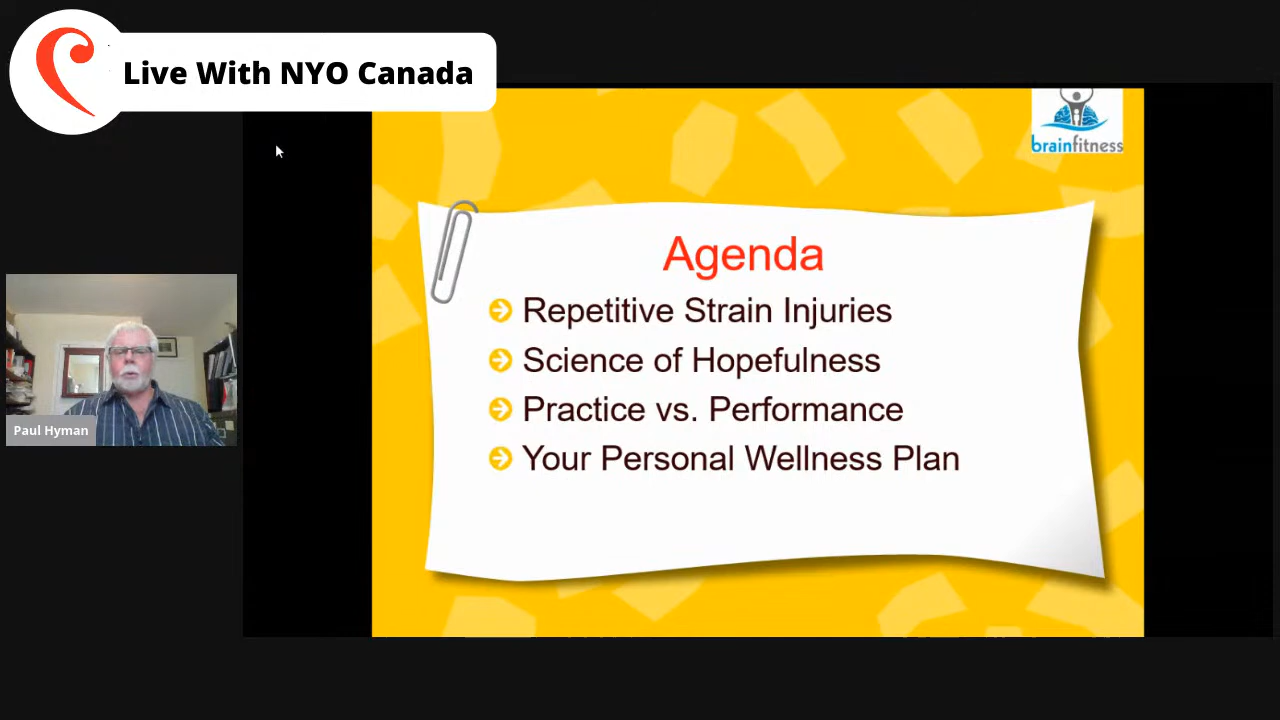 Live With NYO Canada
brainfitness
Agenda
Repetitive Strain Injuries
Science of Hopefulness
Practice vs. Performance
Your Personal Wellness Plan
Paul Hyman